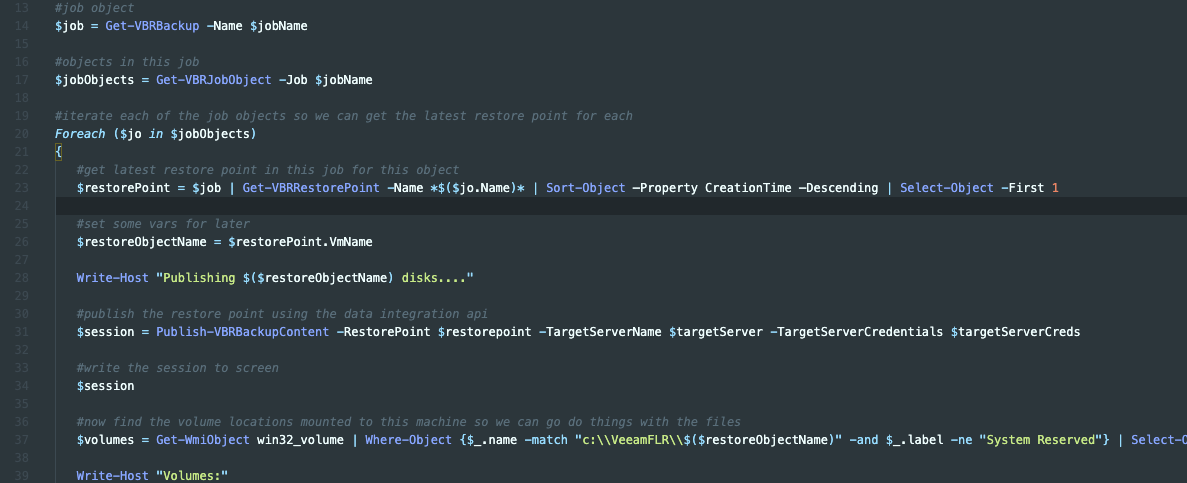 13 #job object
14 $job = Get-VBRBackup -Name $jobName
15
16 #objects in this job
17 $jobObjects = Get-VBRJobObject -Job $jobName
18
19 #iterate each of the job objects so we can get the latest restore point for each
20 Foreach ($jo in $jobObjects)
21 {
22 #get latest restore point in this job for this object
23 $restorePoint = $job | Get-VBRRestorePoint -Name *$($jo.Name)* | Sort-Object -Property CreationTime -Descending | Select-Object -First 1
24
25 #set some vars for later
26 $restoreObjectName = $restorePoint.VmName
27
28 Write-Host "Publishing $($restoreObjectName) disks...."
29
30 #publish the restore point using the data integration api
31 $session = Publish-VBRBackupContent -RestorePoint $restorepoint -TargetServerName $targetServer -TargetServerCredentials $targetServerCreds
32
33 #write the session to screen
34 $session
35
36 #now find the volume locations mounted to this machine so we can go do things with the files
37 $volumes = Get-WmiObject win32_volume | Where-Object {$_.name -match "c:\\VeeamFLR\\$($restoreObjectName)" -and $_.label -ne "System Reserved"} | Select-O
38
39 Write-Host "Volumes:"